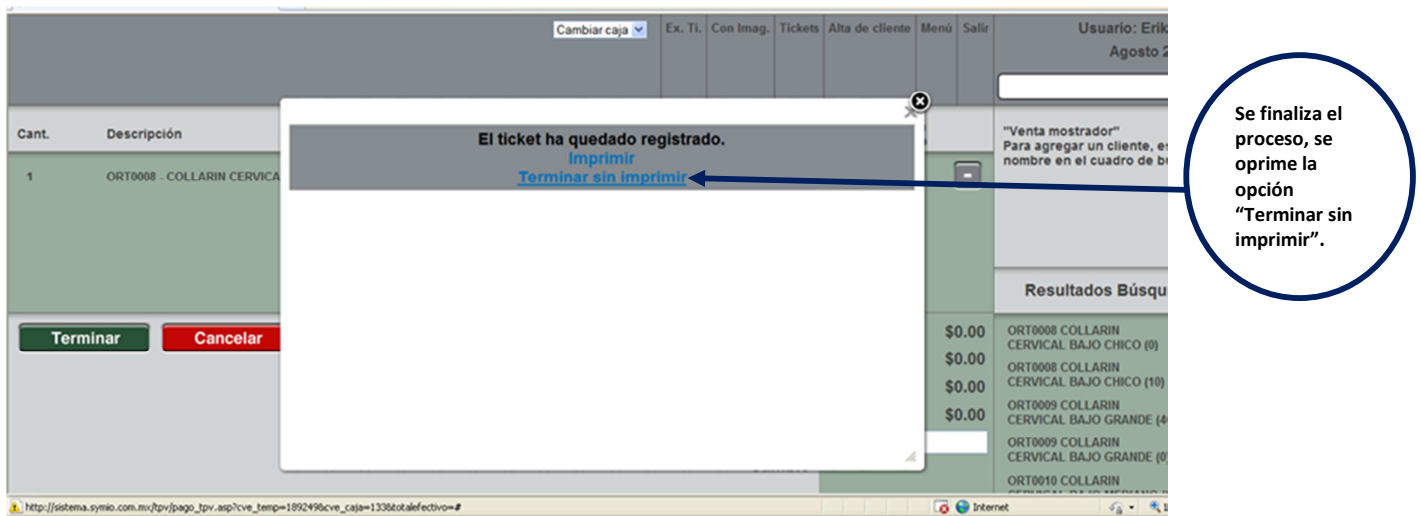 Cambiar caja
Ex. Ti.
Con Imag.
Tickets
Alta de cliente
Menú
Salir
Usuario: Erik
Agosto 2
Cant.
Descripción
1
ORT0008 - COLLARIN CERVICA
El ticket ha quedado registrado.
Imprimir
Terminar sin imprimir
-
"Venta mostrador"
Para agregar un cliente, es
nombre en el cuadro de b
Resultados Búsqu
ORT0008 COLLARIN
CERVICAL BAJO CHICO (0)
ORT0008 COLLARIN
CERVICAL BAJO CHICO (10)
ORT0009 COLLARIN
CERVICAL BAJO GRANDE (4
ORT0009 COLLARIN
CERVICAL BAJO GRANDE (0)
ORT0010 COLLARIN
Terminar
Cancelar
$0.00
$0.00
$0.00
$0.00
http://sistema.symio.com.mx/tpv/pago_tpv.asp?cve_temp=189249&cve_caja=133&totalefectivo=#
Internet
Se finaliza el
proceso, se
oprime la
opción
“Terminar sin
imprimir”.